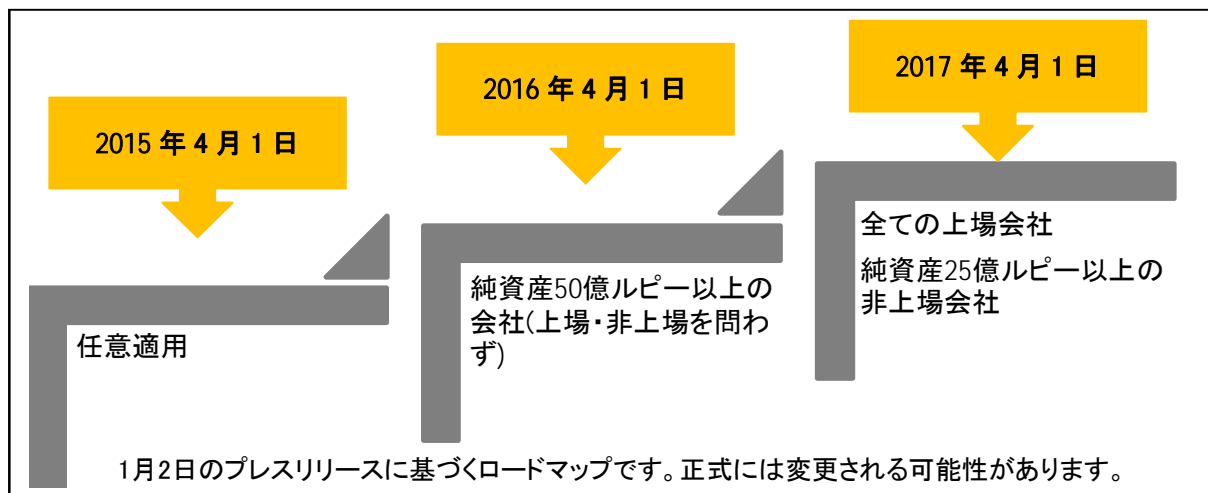 2015 年 4 月 1 日
任意適用
2016 年 4 月 1 日
純資産50億ルピー以上の
会社(上場・非上場を問わ
ず)
2017 年 4 月 1 日
全ての上場会社
純資産25億ルピー以上の
非上場会社
1月2日のプレスリリースに基づくロードマップです。正式には変更される可能性があります。